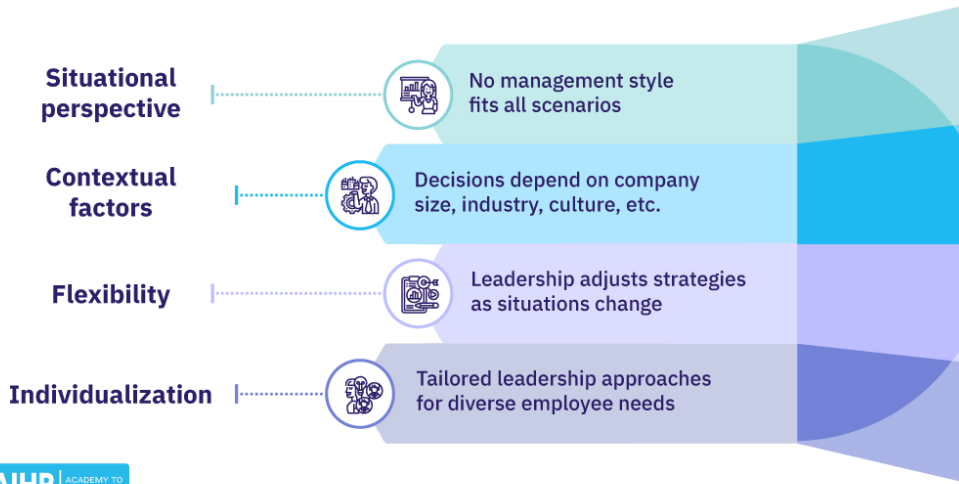 Situational
perspective
No management style
fits all scenarios
Contextual
factors
Decisions depend on company
size, industry, culture, etc.
Flexibility
Leadership adjusts strategies
as situations change
Individualization
Tailored leadership approaches
for diverse employee needs
AIHR
ACADEMY TO